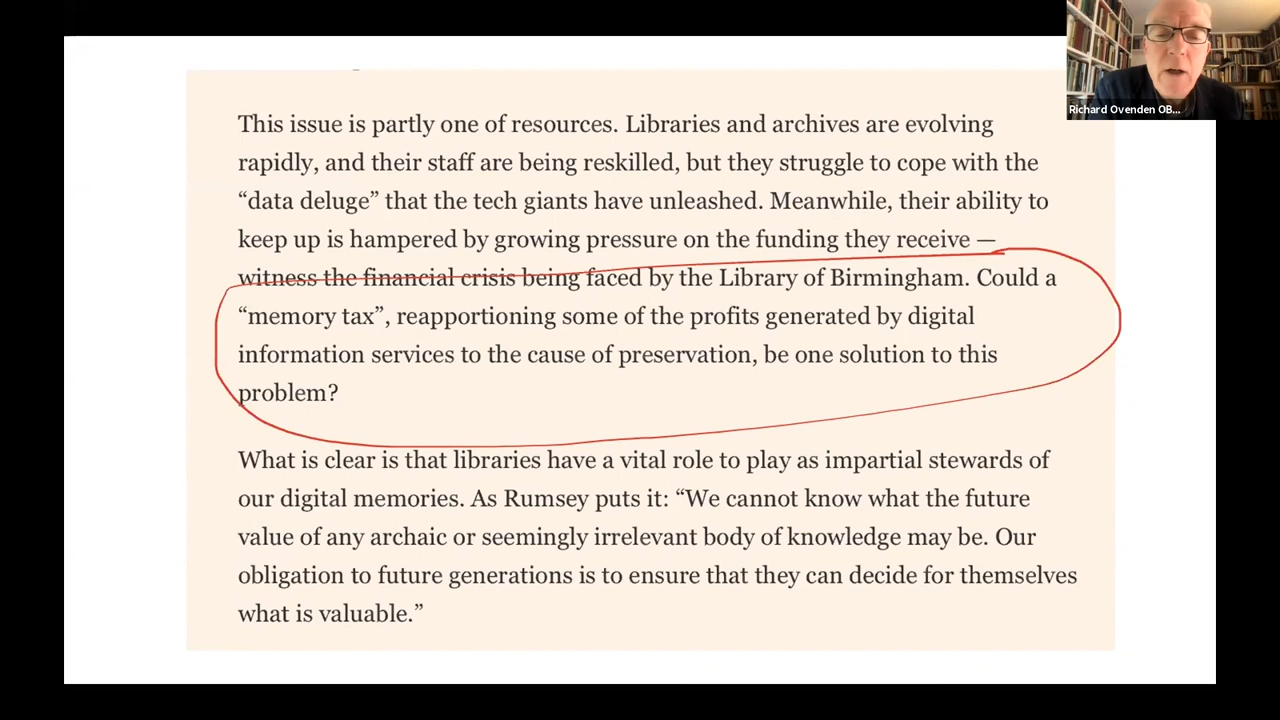 Richard Ovenden OB...
This issue is partly one of resources. Libraries and archives are evolving
rapidly, and their staff are being reskilled, but they struggle to cope with the
“data deluge” that the tech giants have unleashed. Meanwhile, their ability to
keep up is hampered by growing pressure on the funding they receive —
witness the financial crisis being faced by the Library of Birmingham. Could a
“memory tax”, reapportioning some of the profits generated by digital
information services to the cause of preservation, be one solution to this
problem?
What is clear is that libraries have a vital role to play as impartial stewards of
our digital memories. As Rumsey puts it: “We cannot know what the future
value of any archaic or seemingly irrelevant body of knowledge may be. Our
obligation to future generations is to ensure that they can decide for themselves
what is valuable.”